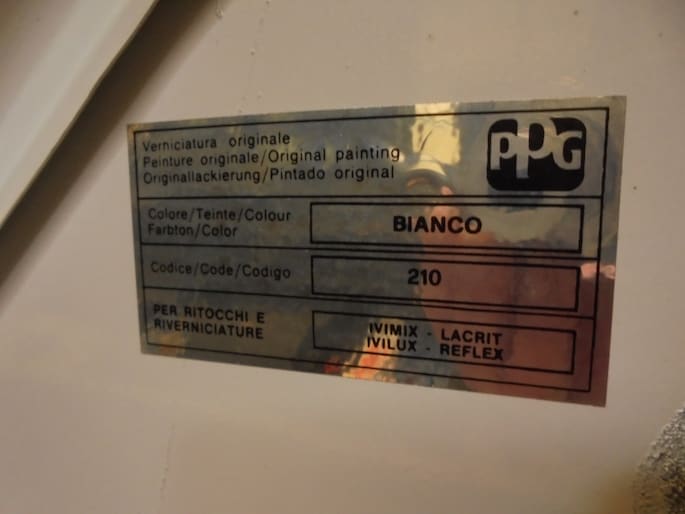 Verniciatura originale
Peinture originale/Original painting
Originallackierung/Pintado original
PPG
Colore/Teinte/Colour
Farbton/Color
BIANCO
Codice/Code/Codigo
210
PER RITOCCHI E
RIVERNICIATURE
IVIMIX - LACRIT
IVILUX - REFLEX